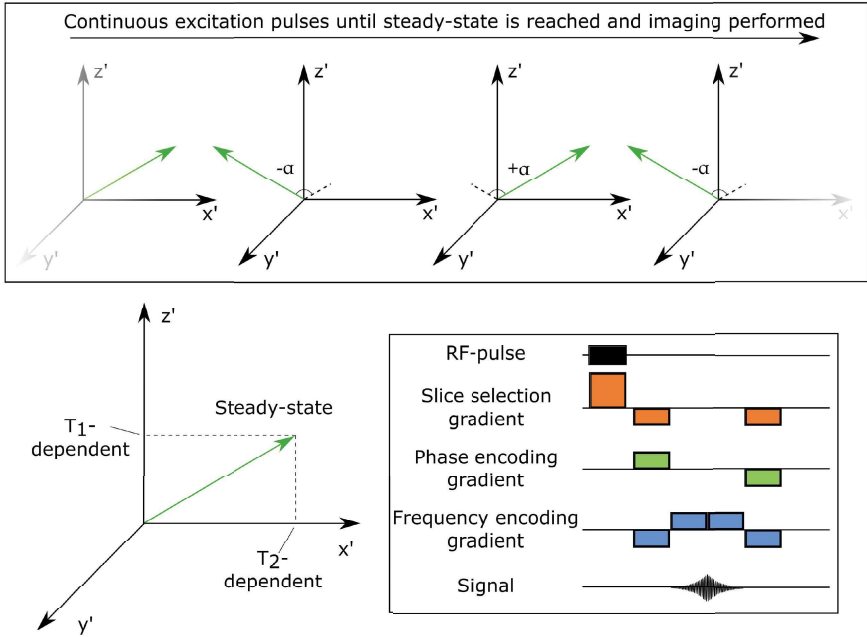 Continuous excitation pulses until steady-state is reached and imaging performed
z'
x'
y'
-α
z'
x'
y'
+α
z'
x'
y'
-α
z'
x'
y'
z'
Steady-state
T1-
dependent
x'
T2-
dependent
y'
RF-pulse
Slice selection
gradient
Phase encoding
gradient
Frequency encoding
gradient
Signal